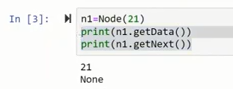 In [3]:
n1=Node(21)
print(n1.getData())
print(n1.getNext())
21
None